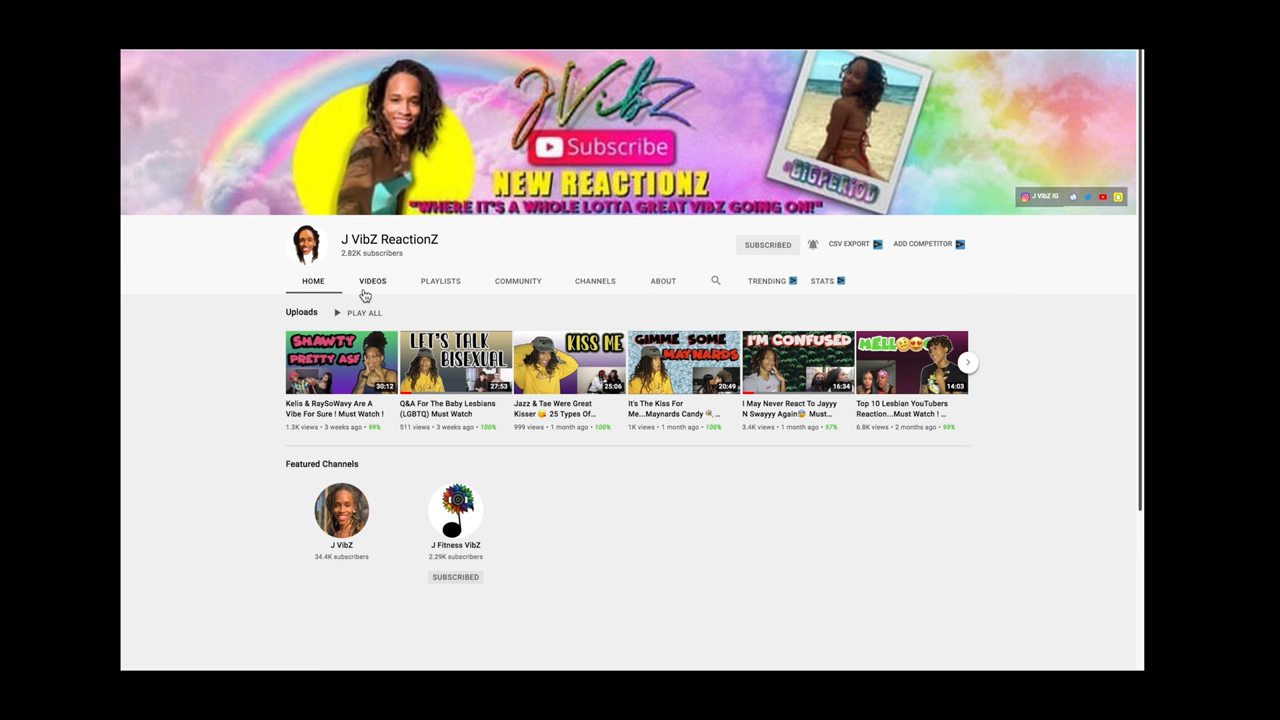 JVibZ
Subscribe
NEW REACTIONZ
"WHERE IT'S A WHOLE LOTTA GREAT VIBZ GOING ON!"
@BIGPERIOD
J VibZ IG
J VibZ ReactionZ
2.82K subscribers
SUBSCRIBED
CSV EXPORT
ADD COMPETITOR
HOME
VIDEOS
PLAYLISTS
COMMUNITY
CHANNELS
ABOUT
TRENDING
STATS
Uploads
PLAY ALL
SHAWTY
PRETTY ASF
30:12
LET'S TALK
BISEXUAL
27:53
KISS ME
25:06
GIMME SOME
MAYNARDS
20:49
I'M CONFUSED
16:34
HELLO
14:03
Kelis & RaySoWavy Are A
Vibe For Sure ! Must Watch !
1.3K views • 3 weeks ago • 99%
Q&A For The Baby Lesbians
(LGBTQ) Must Watch
511 views • 3 weeks ago • 100%
Jazz & Tae Were Great
Kisser 😘 25 Types Of...
999 views • 1 month ago • 100%
It's The Kiss For
Me...Maynards Candy 🍭...
1K views • 1 month ago • 100%
I May Never React To Jayyy
N Swayyy Again😰 Must...
3.4K views • 1 month ago • 97%
Top 10 Lesbian YouTubers
Reaction...Must Watch ! ...
6.8K views • 2 months ago • 99%
Featured Channels
J VibZ
34.4K subscribers
J Fitness VibZ
2.29K subscribers
SUBSCRIBED